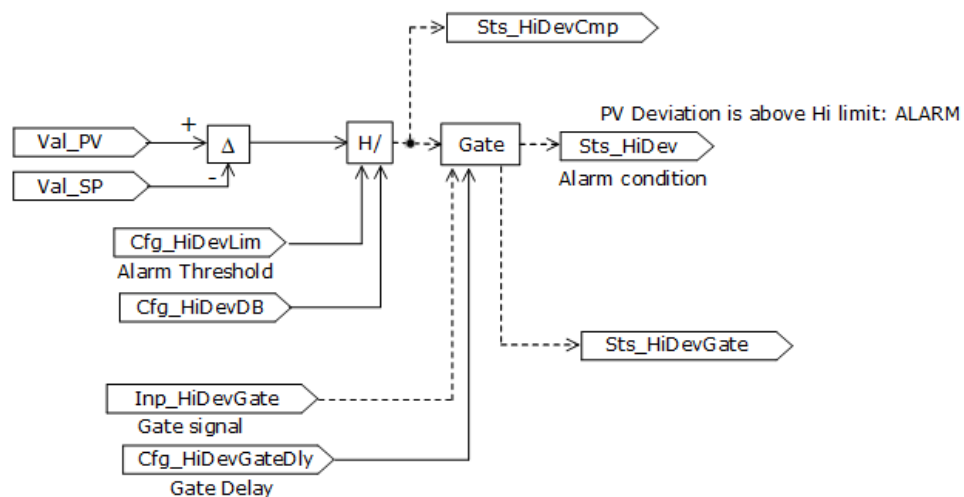 Sts_HiDevCmp
PV Deviation is above Hi limit: ALARM
Val_PV
+
Δ
H/
Gate
Sts_HiDev
Val_SP
-
Alarm condition
Cfg_HiDevLim
Alarm Threshold
Cfg_HiDevDB
Sts_HiDevGate
Inp_HiDevGate
Gate signal
Cfg_HiDevGateDly
Gate Delay